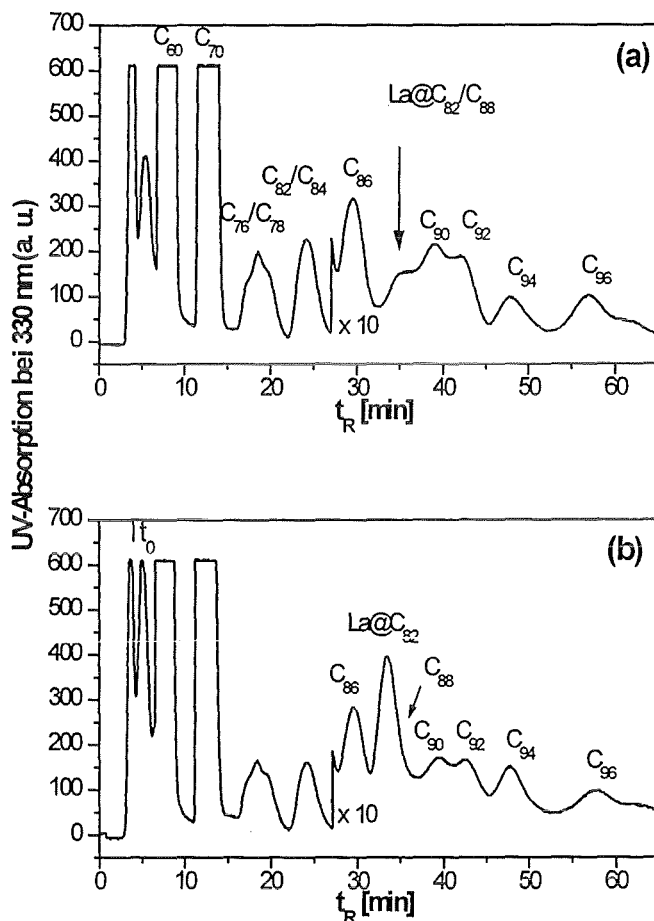 UV-Absorption bei 330 nm (a. u.)
700
600
500
400
300
200
100
0
C60
C70
(a)
La@C82/C88
C82/C84
C86
C76/C78
C90
C92
C94
C96
x 10
0 10 20 30 40 50 60
tR [min]
700
600
500
400
300
200
100
0
t0
(b)
La@C82
C86
C88
C90
C92
C94
C96
x 10
0 10 20 30 40 50 60
tR [min]